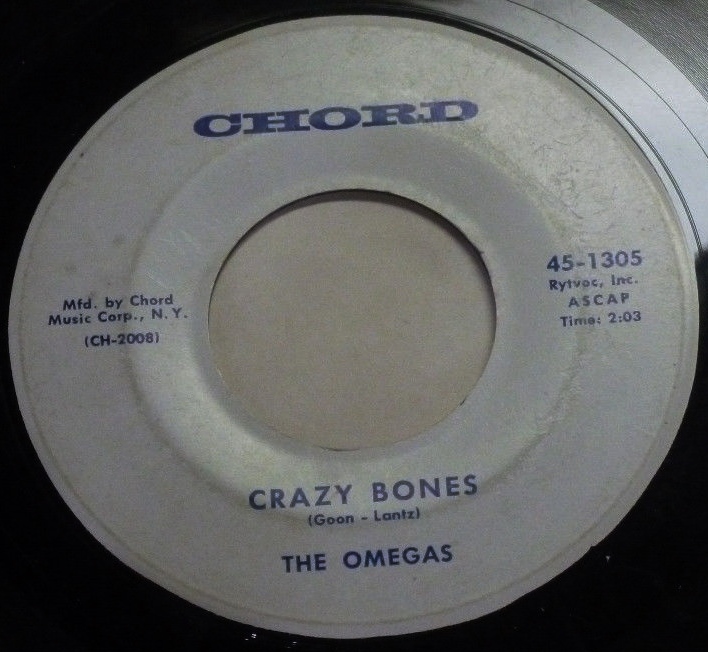 CHORD
45-1305
Rytvoc, Inc.
ASCAP
Time: 2:03
Mfd. by Chord
Music Corp., N.Y.
(CH-2008)
CRAZY BONES
(Goon - Lantz)
THE OMEGAS